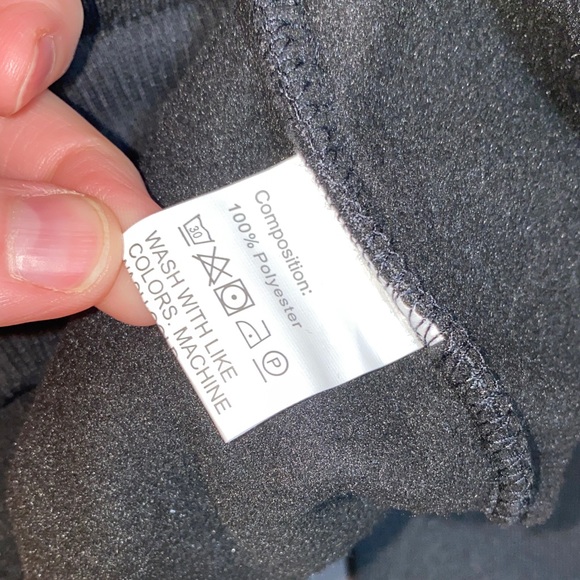 Composition:
100% Polyester
30
P
WASH WITH LIKE
COLORS. MACHINE